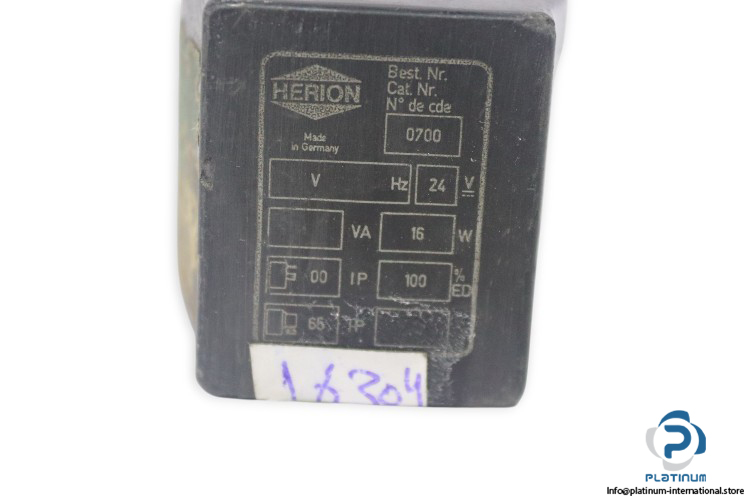 HERION
Made
in Germany
Best. Nr.
Cat. Nr.
N° de cde
0700
V Hz 24 V
VA 16 W
00 IP 100 % ED
65 IP
PLATINUM
Info@platinum-international.store